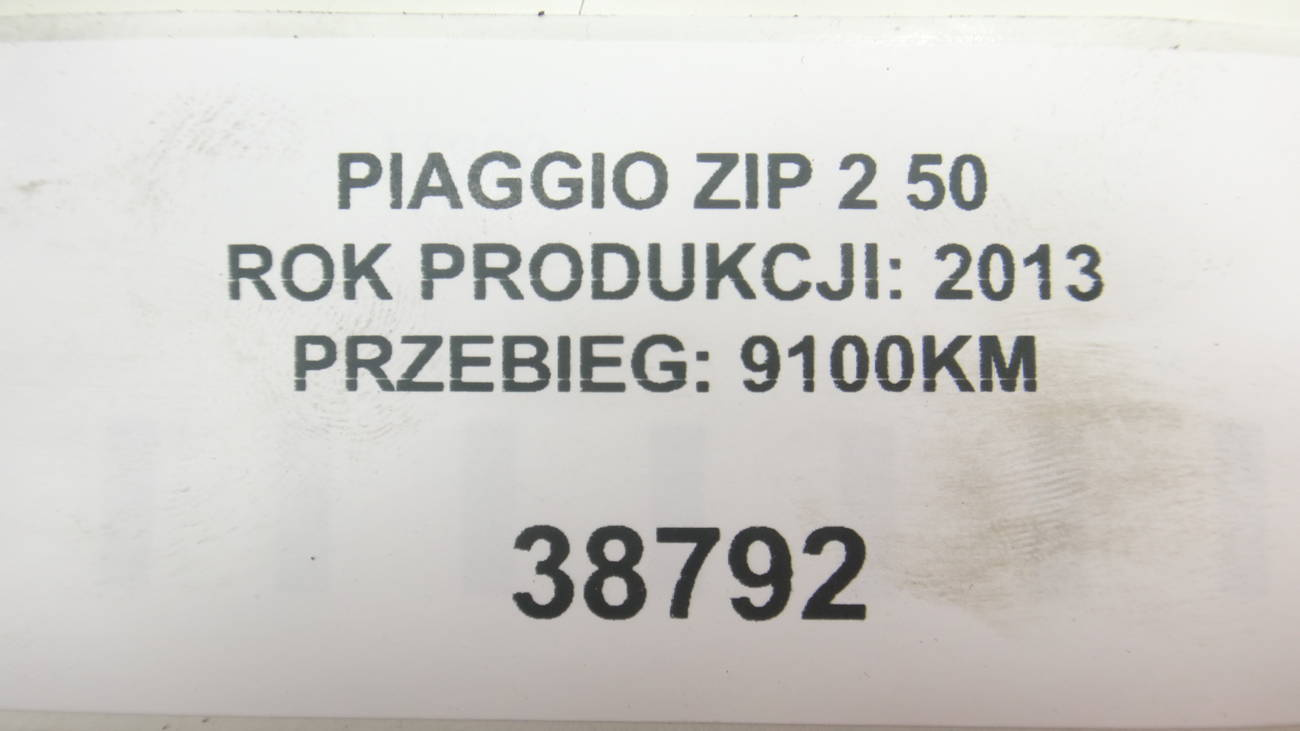 PIAGGIO ZIP 2 50
ROK PRODUKCJI: 2013
PRZEBIEG: 9100KM
38792